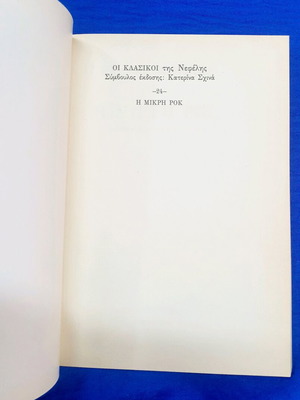 ΟΙ ΚΛΑΣΙΚΟΙ της Νεφέλης
Σύμβουλος έκδοσης: Κατερίνα Σχινά
–24–
Η ΜΙΚΡΗ ΡΟΚ